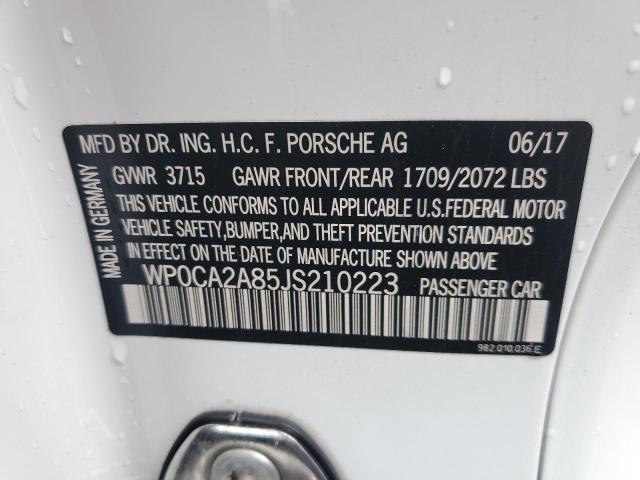 MFD BY DR. ING. H.C. F. PORSCHE AG 06/17
GVWR 3715 GAWR FRONT/REAR 1709/2072 LBS
THIS VEHICLE CONFORMS TO ALL APPLICABLE U.S.FEDERAL MOTOR
VEHICLE SAFETY,BUMPER,AND THEFT PREVENTION STANDARDS
IN EFFECT ON THE DATE OF MANUFACTURE SHOWN ABOVE
WP0CA2A85JS210223 PASSENGER CAR
MADE IN GERMANY
982.010.036.E